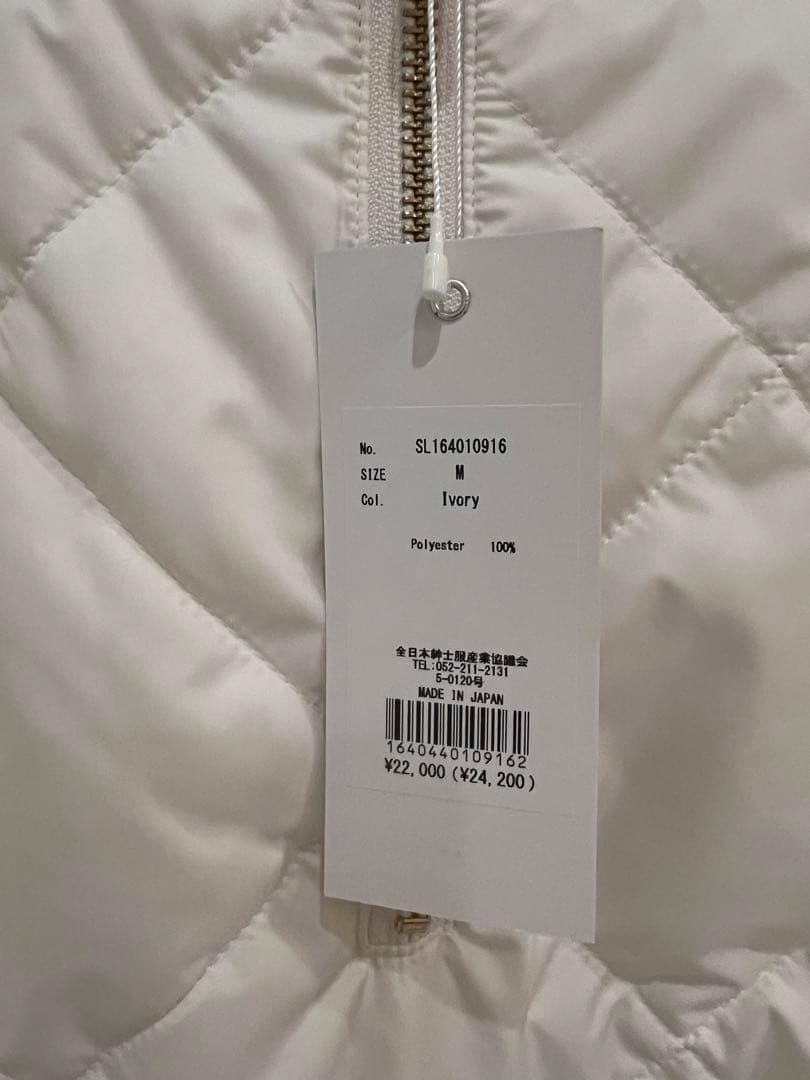 No. SL164010916
SIZE M
Col. Ivory
Polyester 100%
全日本紳士服産業協議会
TEL:052-211-2131
5-0120号
MADE IN JAPAN
1640440109162
¥22,000 (¥24,200)